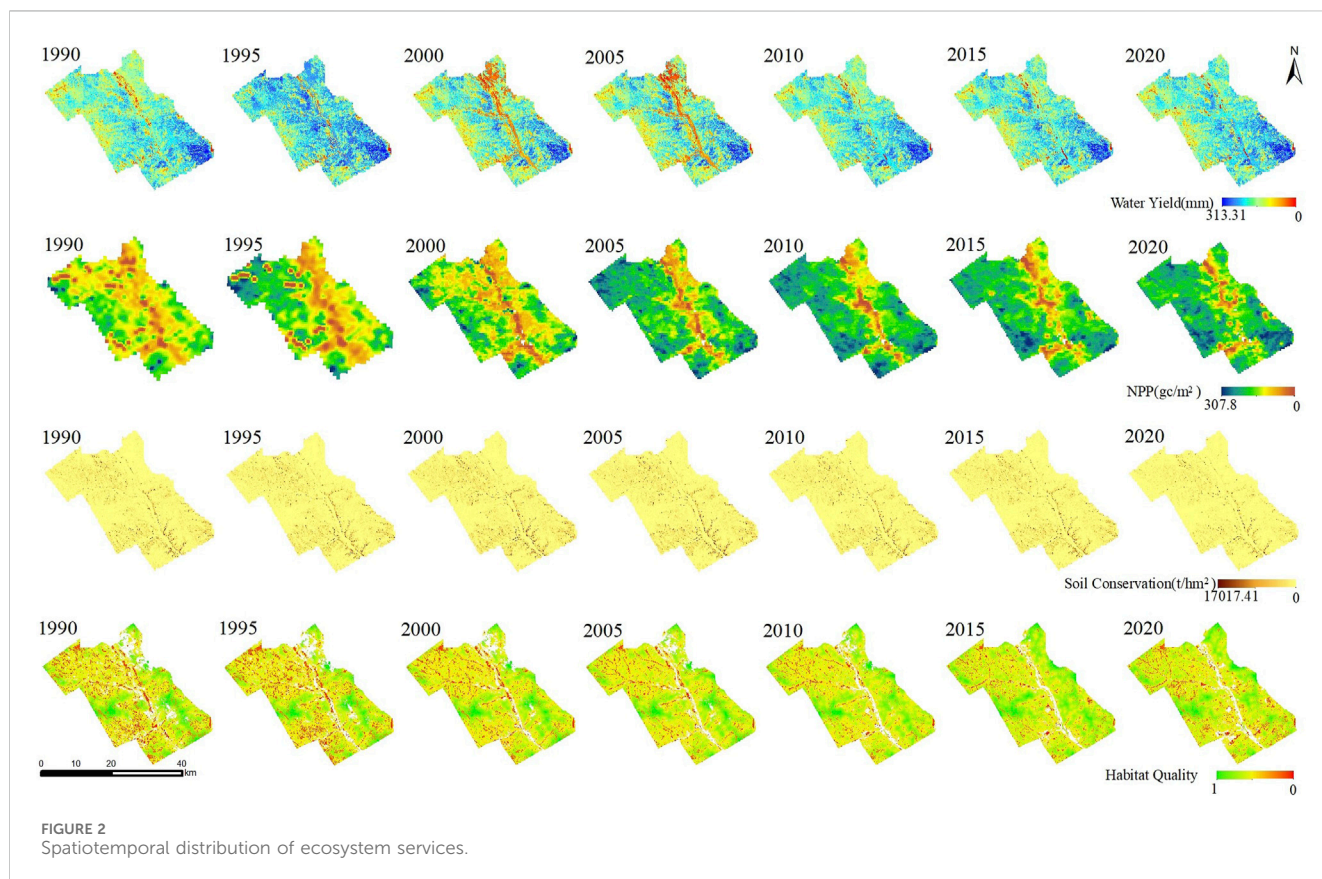 1990 1995 2000 2005 2010 2015 2020 N
Water Yield(mm)
313.31 0
1990 1995 2000 2005 2010 2015 2020
NPP(gc/m²)
307.8 0
1990 1995 2000 2005 2010 2015 2020
Soil Conservation(t/hm²)
17017.41 0
1990 1995 2000 2005 2010 2015 2020
0 10 20 40
km
Habitat Quality
1 0
FIGURE 2
Spatiotemporal distribution of ecosystem services.